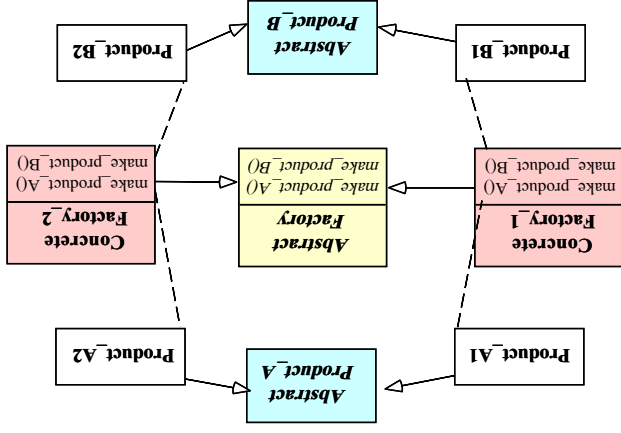 Product_A1
Abstract
Product_A
Product_A2
Concrete
Factory_1
make_product_A()
make_product_B()
Abstract
Factory
make_product_A()
make_product_B()
Concrete
Factory_2
make_product_A()
make_product_B()
Product_B1
Abstract
Product_B
Product_B2